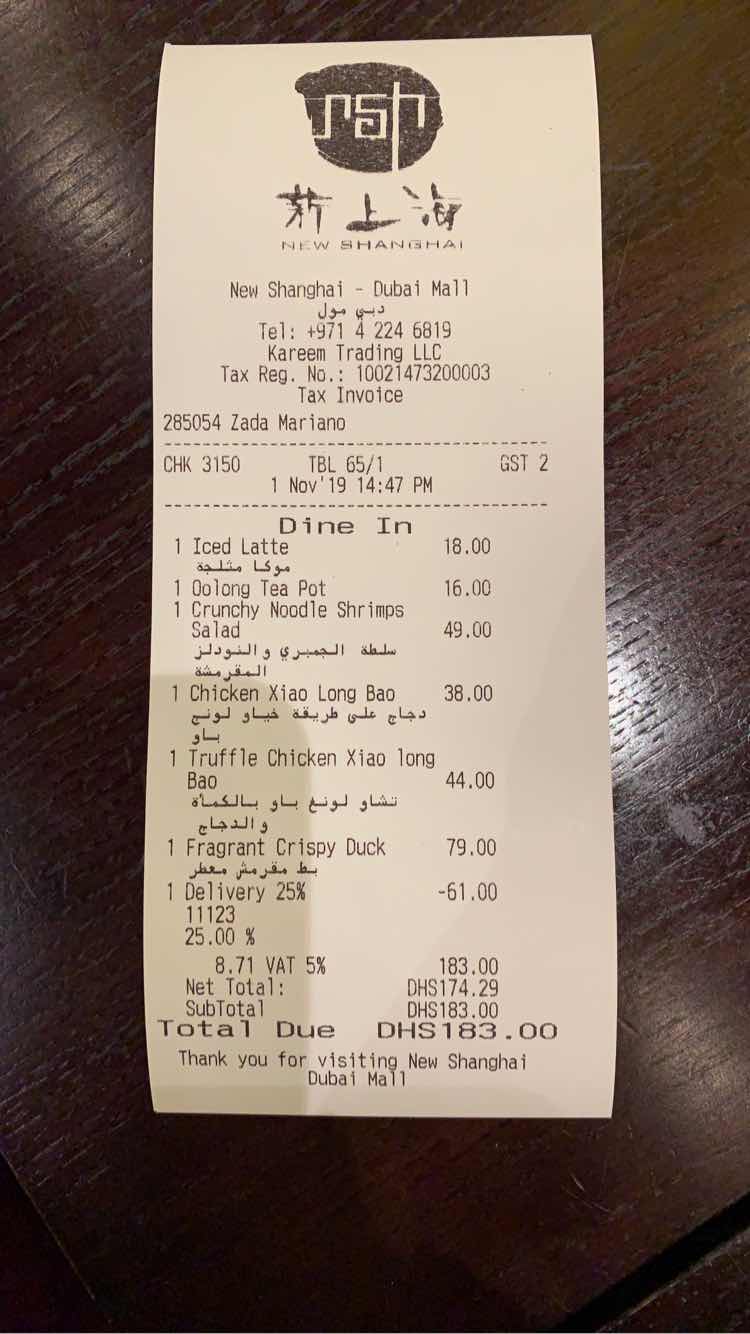 nsh
新上海
NEW SHANGHAI
New Shanghai - Dubai Mall
دبي مول
Tel: +971 4 224 6819
Kareem Trading LLC
Tax Reg. No.: 10021473200003
Tax Invoice
285054 Zada Mariano
CHK 3150 TBL 65/1 GST 2
1 Nov'19 14:47 PM
Dine In
1 Iced Latte 18.00
موكا مثلجة
1 Oolong Tea Pot 16.00
1 Crunchy Noodle Shrimps
Salad 49.00
سلطة الجمبري والنودلز
المقرمشة
1 Chicken Xiao Long Bao 38.00
دجاج على طريقة خياو لونج
باو
1 Truffle Chicken Xiao long
Bao 44.00
تشاو لونغ باو بالكمأة
والدجاج
1 Fragrant Crispy Duck 79.00
بط مقرمش معطر
1 Delivery 25% -61.00
11123
25.00 %
8.71 VAT 5% 183.00
Net Total: DHS174.29
SubTotal DHS183.00
Total Due DHS183.00
Thank you for visiting New Shanghai
Dubai Mall